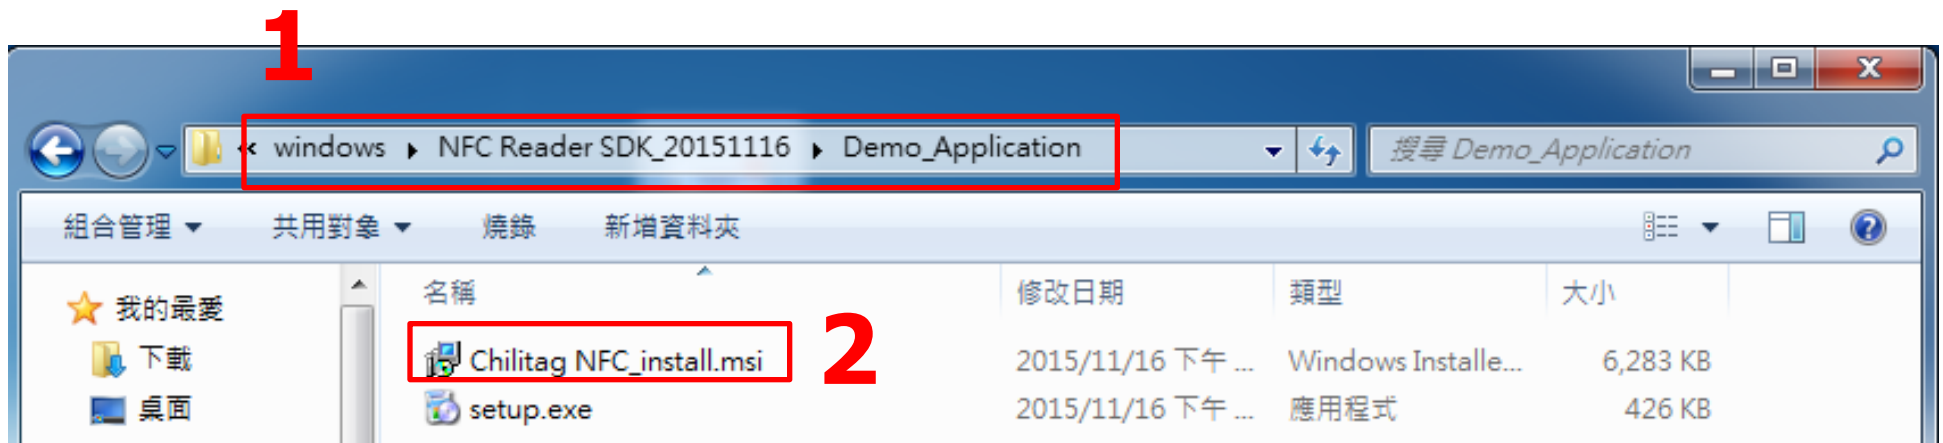 1
« windows ▸ NFC Reader SDK_20151116 ▸ Demo_Application
搜尋 Demo_Application
組合管理 共用對象 燒錄 新增資料夾
我的最愛
下載
桌面
名稱 修改日期 類型 大小
Chilitag NFC_install.msi 2015/11/16 下午 ... Windows Installe... 6,283 KB
setup.exe 2015/11/16 下午 ... 應用程式 426 KB
2